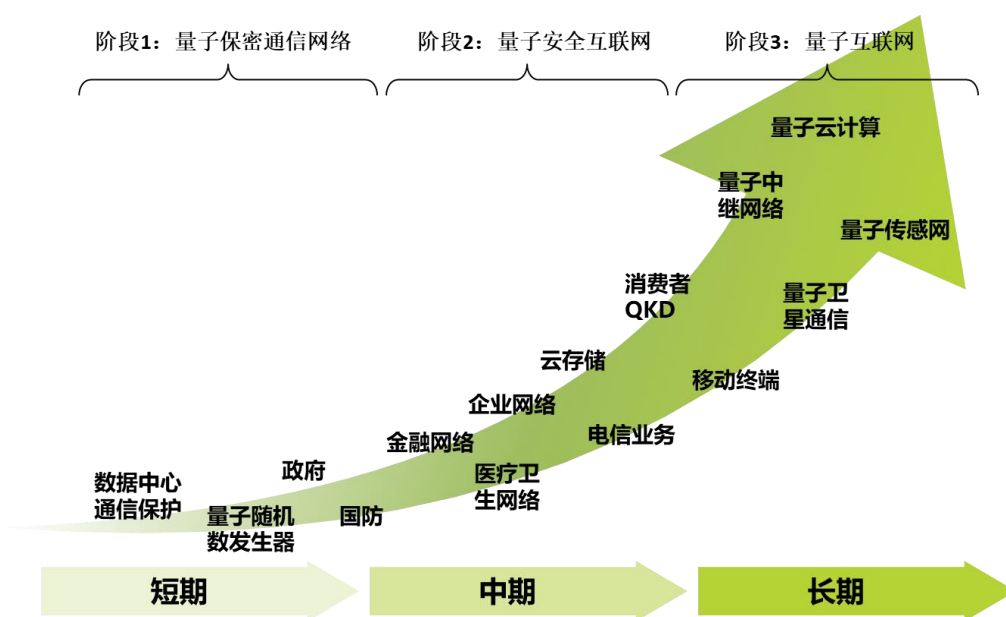 阶段1：量子保密通信网络
阶段2：量子安全互联网
阶段3：量子互联网
量子云计算
量子中
继网络
量子传感网
消费者
QKD
量子卫
星通信
云存储
移动终端
企业网络
电信业务
金融网络
医疗卫
生网络
政府
数据中心
通信保护
量子随机
数发生器
国防
短期
中期
长期